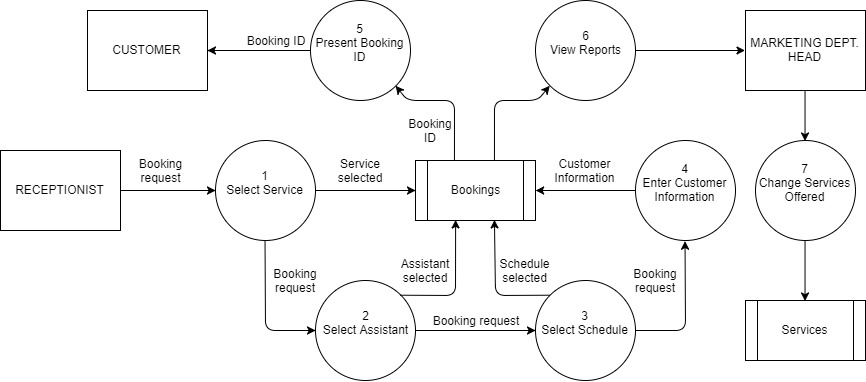 CUSTOMER
Booking ID
5
Present Booking
ID
6
View Reports
MARKETING DEPT.
HEAD
Booking
ID
RECEPTIONIST
Booking
request
1
Select Service
Service
selected
Bookings
Customer
Information
4
Enter Customer
Information
7
Change Services
Offered
Booking
request
Assistant
selected
Schedule
selected
Booking
request
2
Select Assistant
Booking request
3
Select Schedule
Services